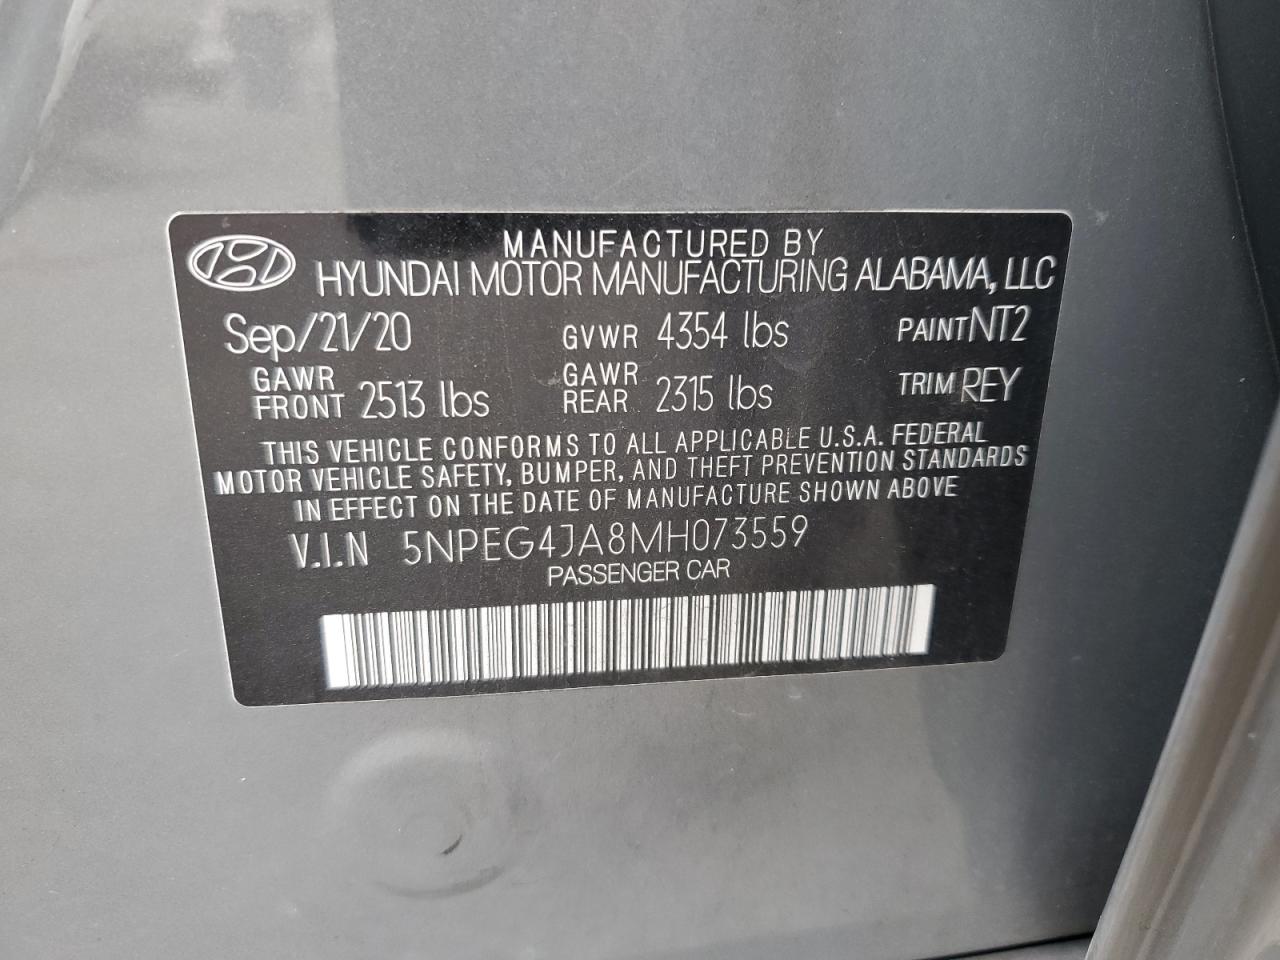 MANUFACTURED BY
HYUNDAI MOTOR MANUFACTURING ALABAMA, LLC
Sep/21/20 GVWR 4354 lbs PAINT NT2
GAWR FRONT 2513 lbs GAWR REAR 2315 lbs TRIM REY
THIS VEHICLE CONFORMS TO ALL APPLICABLE U.S.A. FEDERAL
MOTOR VEHICLE SAFETY, BUMPER, AND THEFT PREVENTION STANDARDS
IN EFFECT ON THE DATE OF MANUFACTURE SHOWN ABOVE
V.I.N 5NPEG4JA8MH073559
PASSENGER CAR